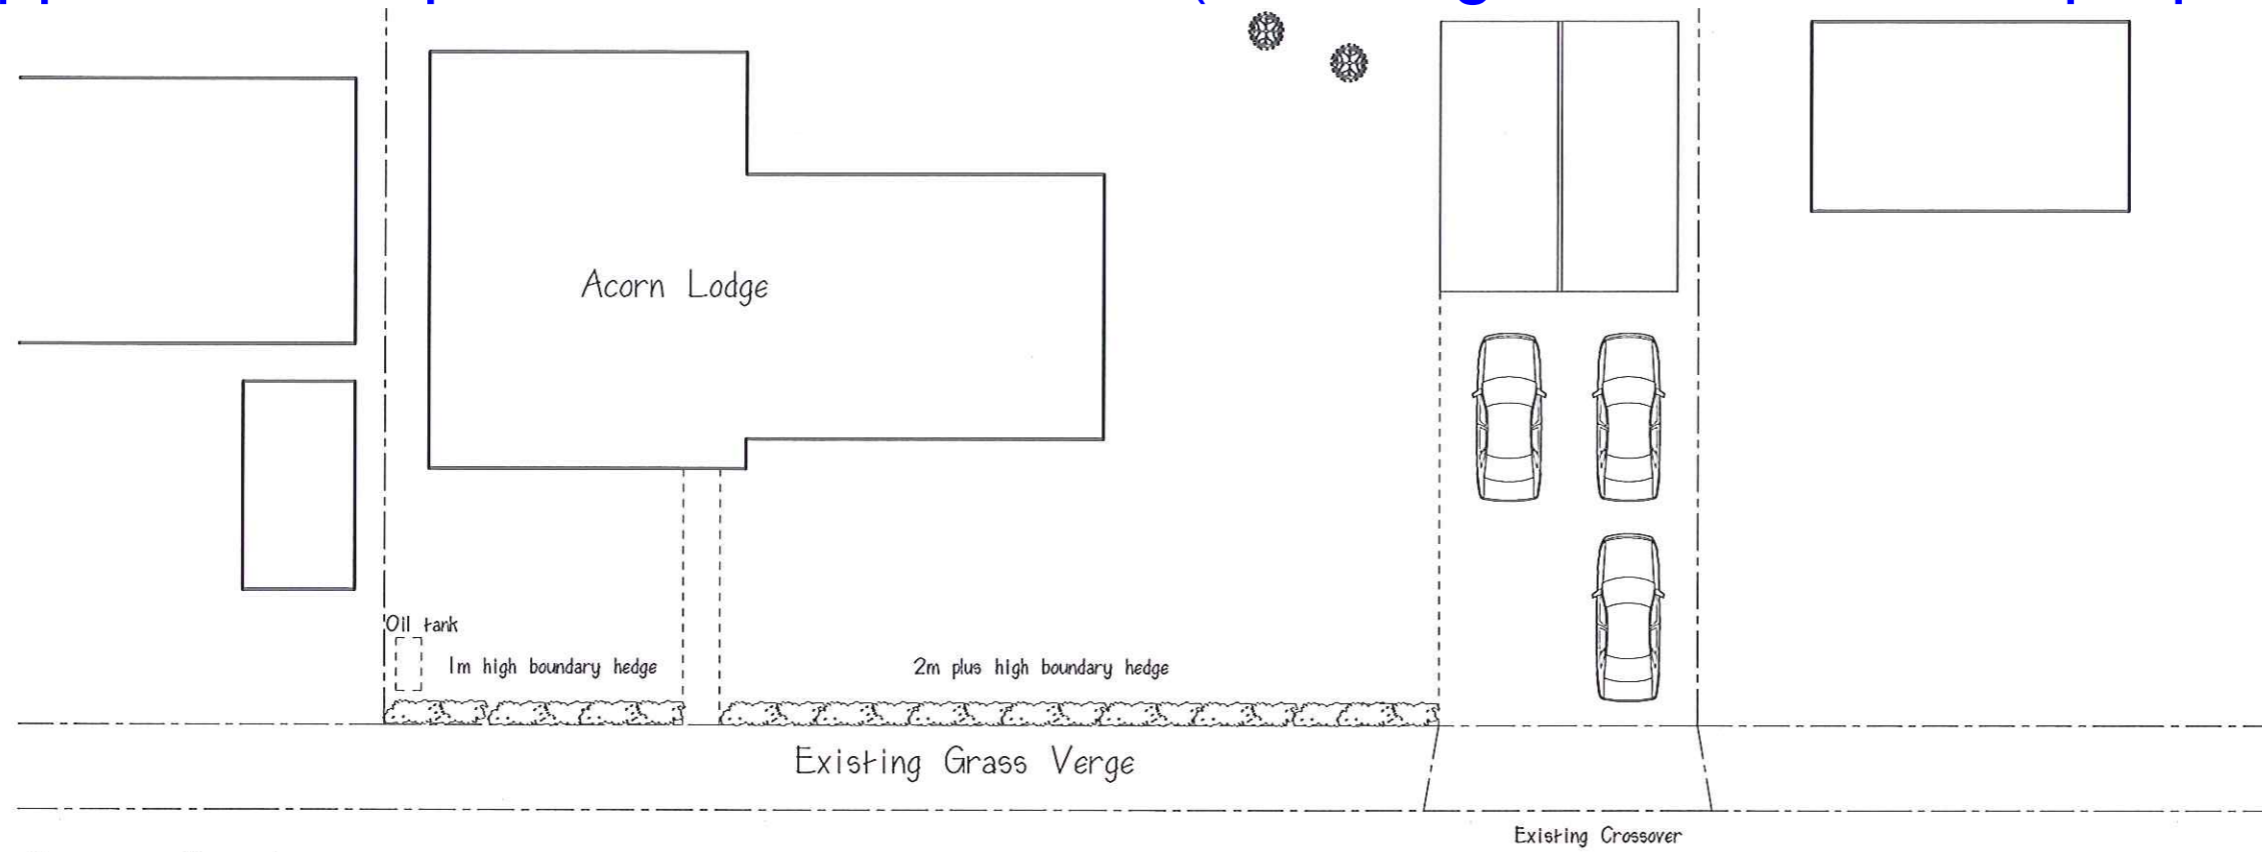 Acorn Lodge
Oil tank
1m high boundary hedge
2m plus high boundary hedge
Existing Grass Verge
Existing Crossover